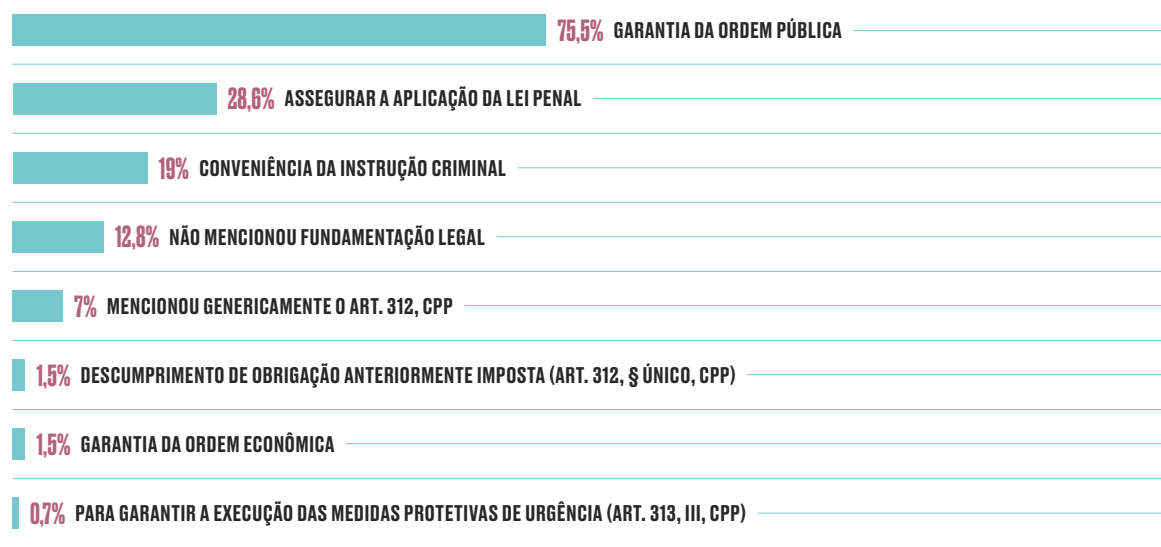 75,5% GARANTIA DA ORDEM PÚBLICA
28,6% ASSEGURAR A APLICAÇÃO DA LEI PENAL
19% CONVENIÊNCIA DA INSTRUÇÃO CRIMINAL
12,8% NÃO MENCIONOU FUNDAMENTAÇÃO LEGAL
7% MENCIONOU GENERICAMENTE O ART. 312, CPP
1,5% DESCUMPRIMENTO DE OBRIGAÇÃO ANTERIORMENTE IMPOSTA (ART. 312, § ÚNICO, CPP)
1,5% GARANTIA DA ORDEM ECONÔMICA
0,7% PARA GARANTIR A EXECUÇÃO DAS MEDIDAS PROTETIVAS DE URGÊNCIA (ART. 313, III, CPP)